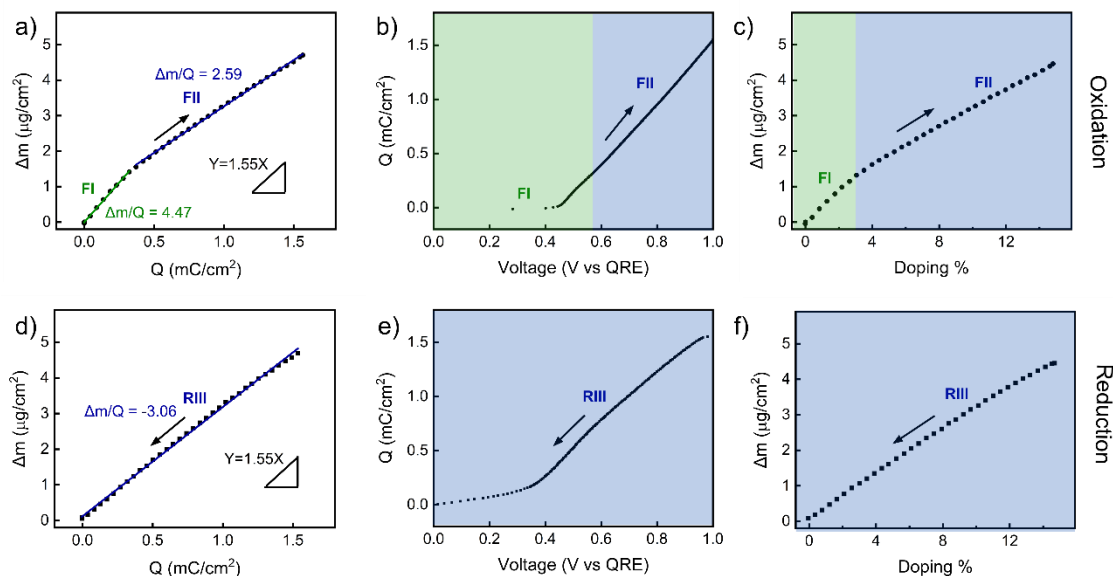 a)
Δm (μg/cm²)
5
4
3
2
1
0
Δm/Q = 2.59
FII
Y=1.55X
FI
Δm/Q = 4.47
0.0 0.5 1.0 1.5
Q (mC/cm²)
b)
Q (mC/cm²)
1.5
1.0
0.5
0.0
FII
FI
0.0 0.2 0.4 0.6 0.8 1.0
Voltage (V vs QRE)
c)
Δm (μg/cm²)
5
4
3
2
1
0
FII
FI
0 4 8 12
Doping %
Oxidation
d)
Δm (μg/cm²)
5
4
3
2
1
0
RIII
Δm/Q = -3.06
Y=1.55X
0.0 0.5 1.0 1.5
Q (mC/cm²)
e)
Q (mC/cm²)
2.0
1.5
1.0
0.5
0.0
RIII
0.0 0.2 0.4 0.6 0.8 1.0
Voltage (V vs QRE)
f)
Δm (μg/cm²)
5
4
3
2
1
0
RIII
0 4 8 12
Doping %
Reduction